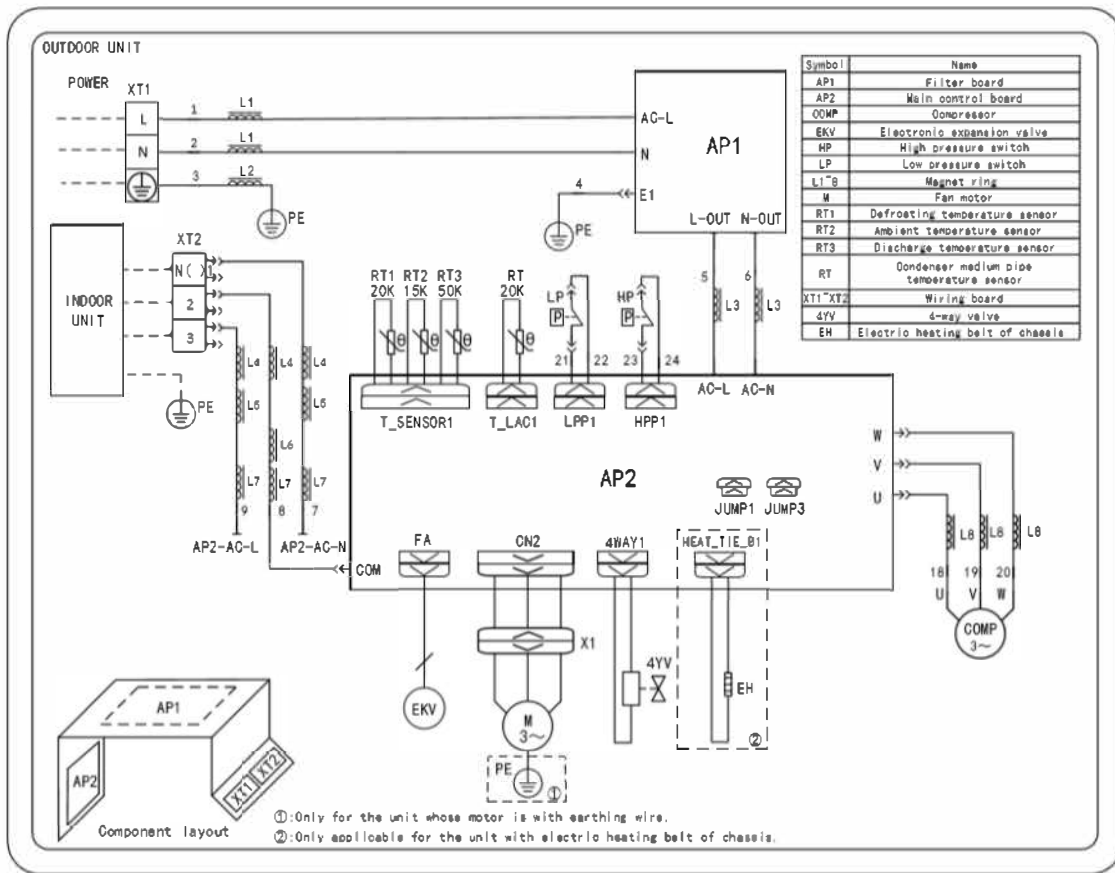 OUTDOOR UNIT
POWER
XT1
L
N
1
2
3
L1
L1
L2
PE
AC-L
N
E1
AP1
4
PE
L-OUT N-OUT
5
6
L3
L3
Symbol Name
AP1 Filter board
AP2 Main control board
COMP Compressor
EKV Electronic expansion valve
HP High pressure switch
LP Low pressure switch
L1~8 Magnet ring
M Fan motor
RT1 Defrosting temperature sensor
RT2 Ambient temperature sensor
RT3 Discharge temperature sensor
RT Condenser medium pipe
temperature sensor
XT1~XT2 Wiring board
4YV 4-way valve
EH Electric heating belt of chassis
INDOOR
UNIT
XT2
N( )1
2
3
PE
L4
L4
L4
L5
L5
L6
L7
L7
L7
9
8
7
AP2-AC-L
AP2-AC-N
RT1 RT2 RT3
20K 15K 50K
θ
θ
θ
RT
20K
θ
LP
P
21
22
HP
P
23
24
T_SENSOR1
T_LAC1
LPP1
HPP1
AC-L AC-N
AP2
JUMP1
JUMP3
W
V
U
L8
L8
L8
18
19
20
U
V
W
COMP
3~
COM
FA
CN2
4WAY1
HEAT_TIE_B1
X1
EKV
M
3~
PE
①
4YV
EH
②
AP1
AP2
XT1
XT2
Component layout
①:Only for the unit whose motor is with earthing wire.
②:Only applicable for the unit with electric heating belt of chassis.